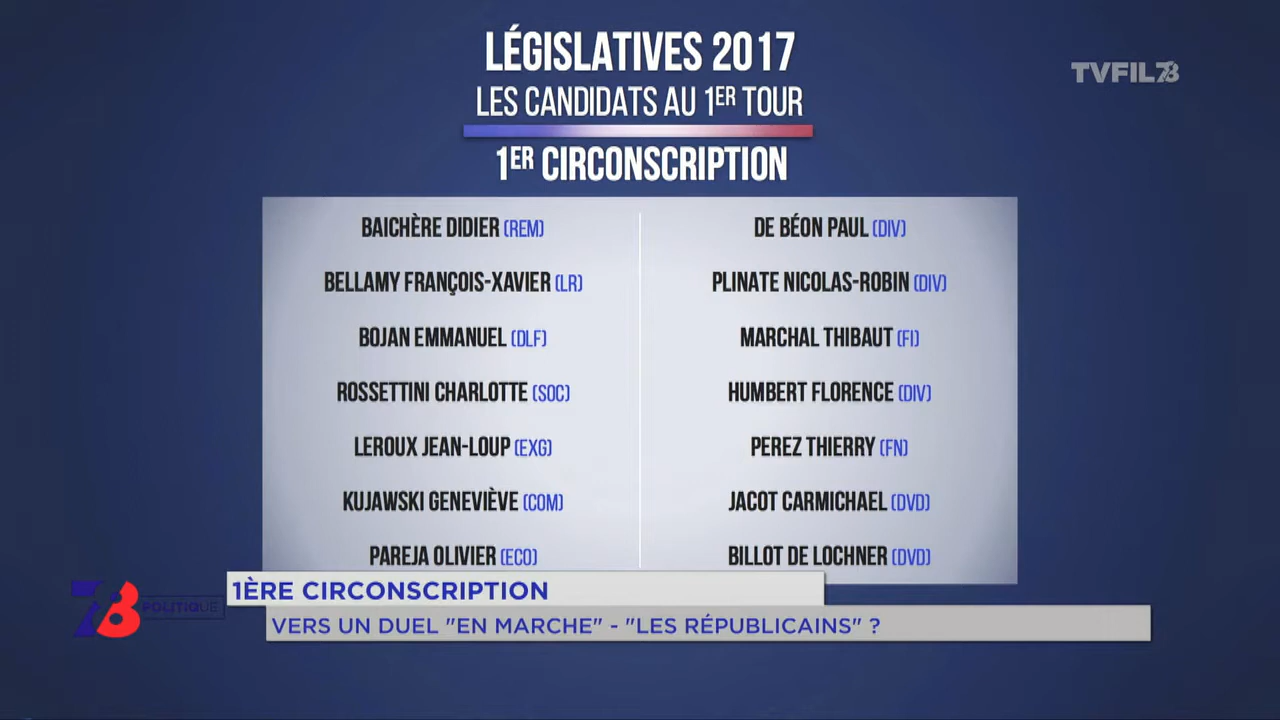 LÉGISLATIVES 2017
TVFIL78
LES CANDIDATS AU 1ER TOUR
1ER CIRCONSCRIPTION
BAICHÈRE DIDIER (REM)
BELLAMY FRANÇOIS-XAVIER (LR)
BOJAN EMMANUEL (DLF)
ROSSETTINI CHARLOTTE (SOC)
LEROUX JEAN-LOUP (EXG)
KUJAWSKI GENEVIÈVE (COM)
PAREJA OLIVIER (ECO)
DE BÉON PAUL (DIV)
PLINATE NICOLAS-ROBIN (DIV)
MARCHAL THIBAUT (FI)
HUMBERT FLORENCE (DIV)
PEREZ THIERRY (FN)
JACOT CARMICHAEL (DVD)
BILLOT DE LOCHNER (DVD)
78 POLITIQUE
1ÈRE CIRCONSCRIPTION
VERS UN DUEL "EN MARCHE" - "LES RÉPUBLICAINS" ?